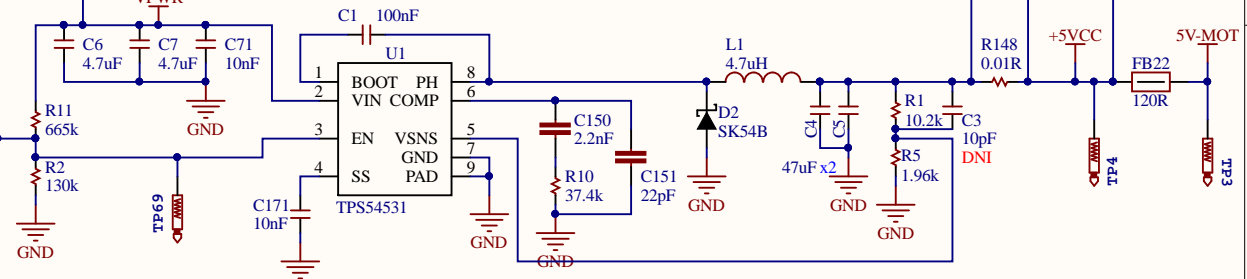 VPWR
C1 100nF
C6
4.7uF
C7
4.7uF
C71
10nF
GND
R11
665k
R2
130k
GND
TP69
U1
1
2
3
4
BOOT PH
VIN COMP
EN VSNS
GND
SS PAD
8
6
5
7
9
TPS54531
C171
10nF
GND
C150
2.2nF
R10
37.4k
GND
C151
22pF
L1
4.7uH
D2
SK54B
GND
C4
C5
47uF x2
GND
R1
10.2k
R5
1.96k
GND
C3
10pF
DNI
R148
0.01R
+5VCC
TP4
FB22
120R
5V-MOT
TP3